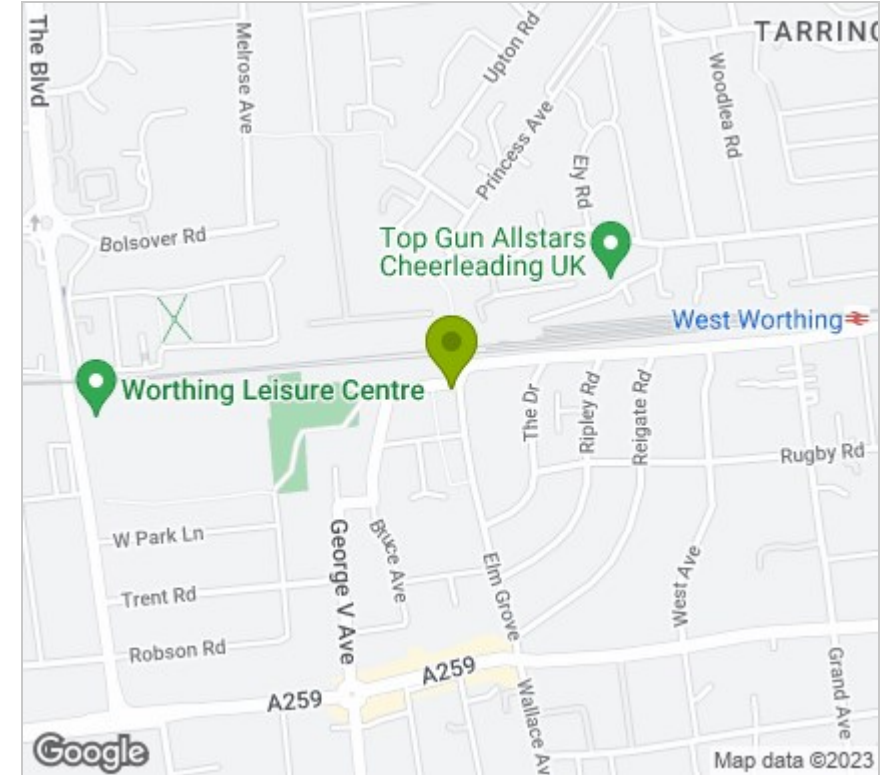 The Blvd
Melrose Ave
Upton Rd
TARRING
Woodlea Rd
Princess Ave
Ely Rd
Bolsover Rd
Top Gun Allstars
Cheerleading UK
West Worthing
Worthing Leisure Centre
The Dr
Ripley Rd
Reigate Rd
Rugby Rd
W Park Ln
George V Ave
Bruce Ave
Elm Grove
West Ave
Trent Rd
Robson Rd
A259
A259
Wallace Av
Grand Ave
Google
Map data ©2023